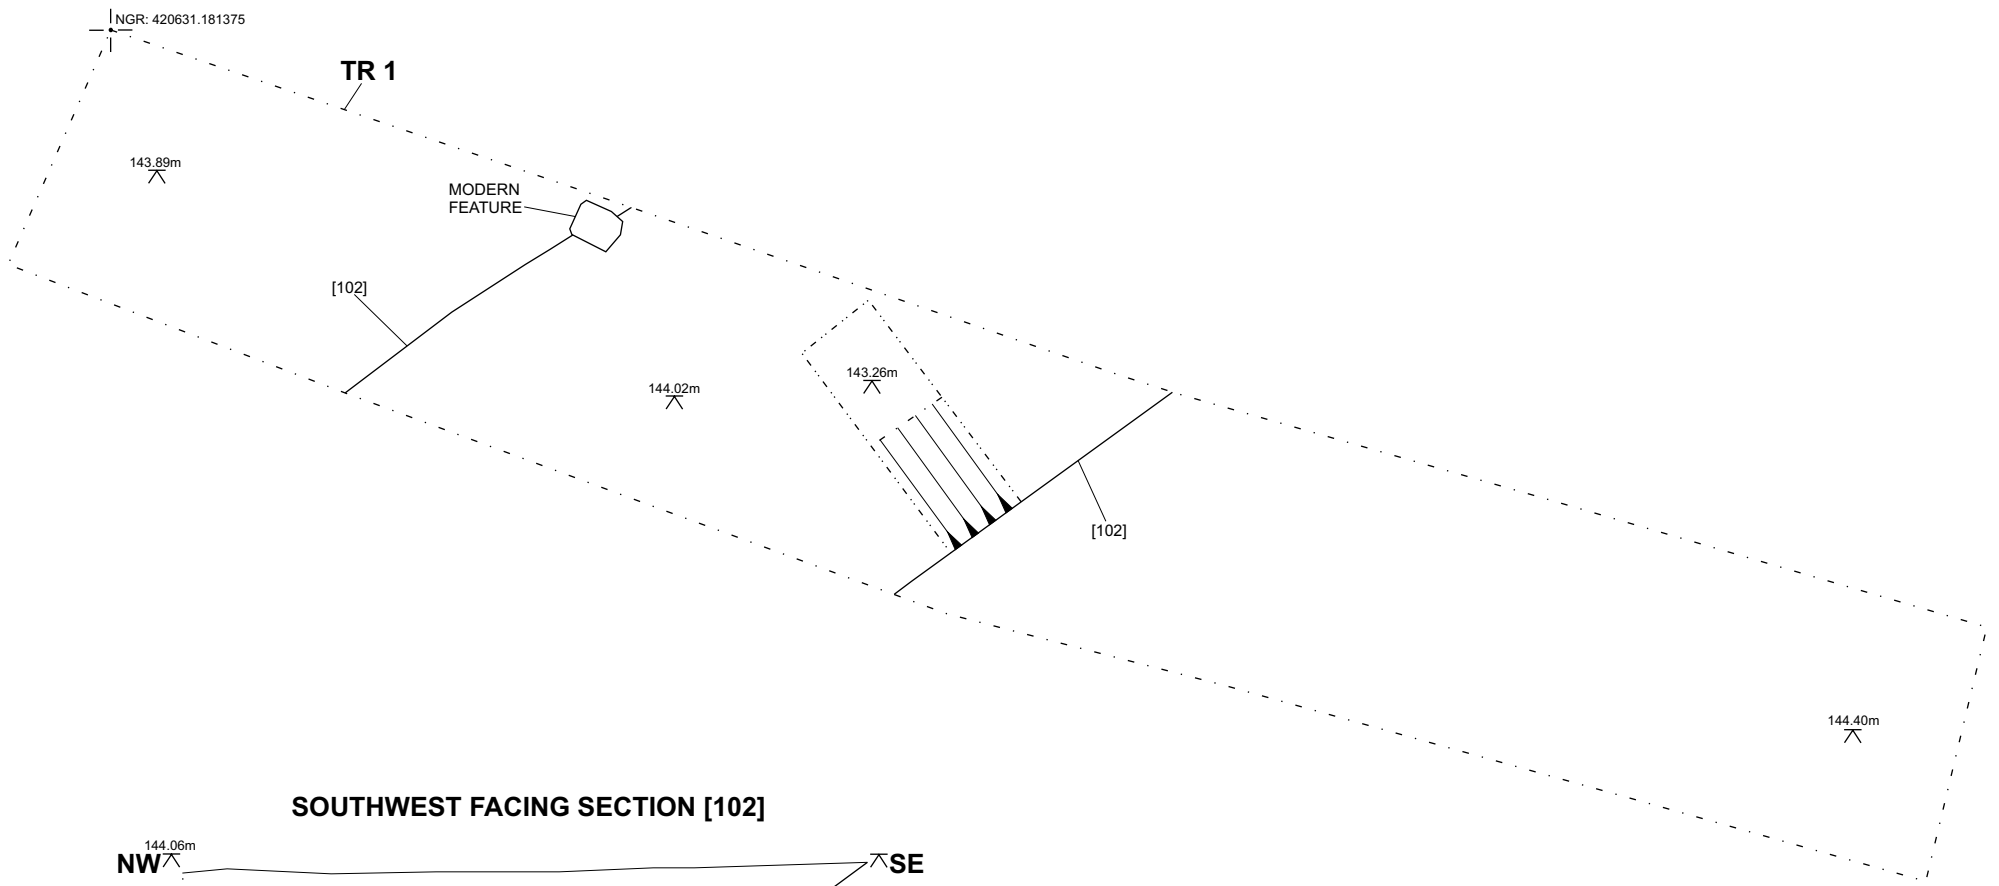 NGR: 420631.181375
TR 1
143.89m
MODERN
FEATURE
[102]
144.02m
143.26m
[102]
144.40m
SOUTHWEST FACING SECTION [102]
144.06m
NW
SE